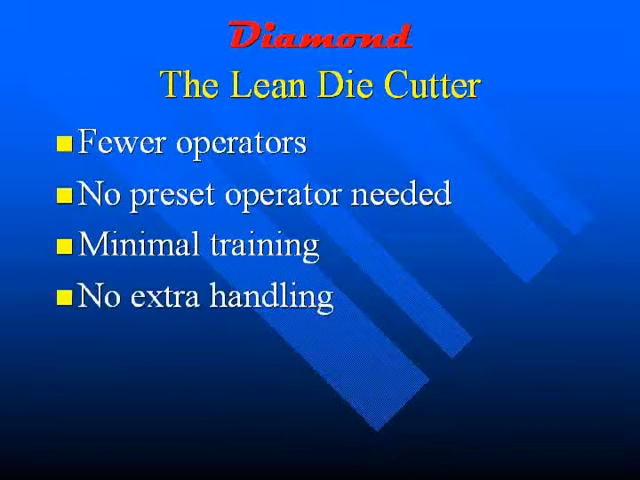 Diamond
The Lean Die Cutter
Fewer operators
No preset operator needed
Minimal training
No extra handling